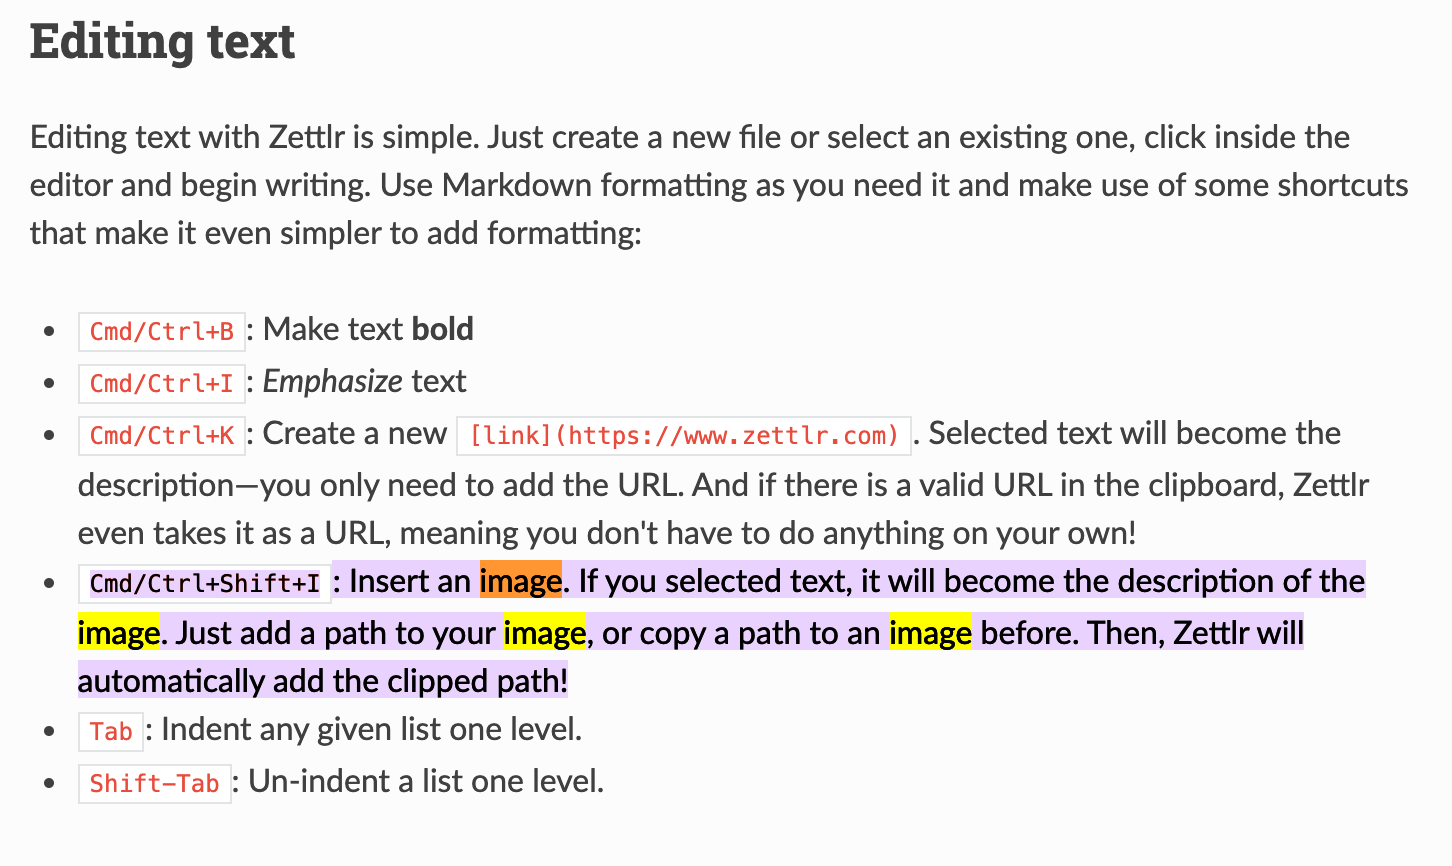 Editing text
Editing text with Zettlr is simple. Just create a new file or select an existing one, click inside the
editor and begin writing. Use Markdown formatting as you need it and make use of some shortcuts
that make it even simpler to add formatting:
• Cmd/Ctrl+B: Make text bold
• Cmd/Ctrl+I: Emphasize text
• Cmd/Ctrl+K: Create a new [link](https://www.zettlr.com). Selected text will become the
description—you only need to add the URL. And if there is a valid URL in the clipboard, Zettlr
even takes it as a URL, meaning you don't have to do anything on your own!
• Cmd/Ctrl+Shift+I: Insert an image. If you selected text, it will become the description of the
image. Just add a path to your image, or copy a path to an image before. Then, Zettlr will
automatically add the clipped path!
• Tab: Indent any given list one level.
• Shift-Tab: Un-indent a list one level.